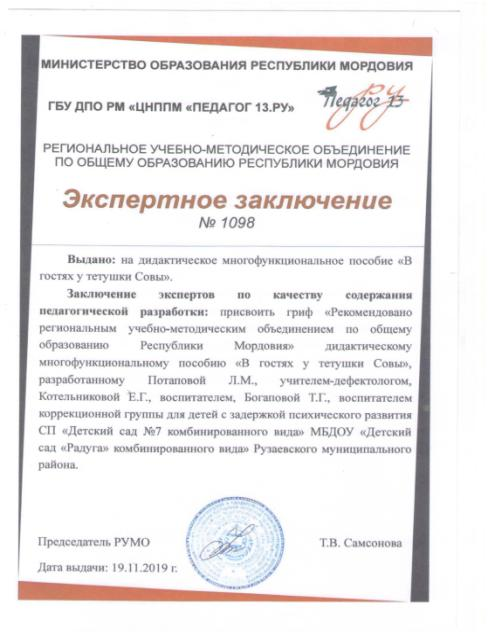 МИНИСТЕРСТВО ОБРАЗОВАНИЯ РЕСПУБЛИКИ МОРДОВИЯ
ГБУ ДПО РМ «ЦНППМ «ПЕДАГОГ 13.РУ»
Педагог 13
ру
РЕГИОНАЛЬНОЕ УЧЕБНО-МЕТОДИЧЕСКОЕ ОБЪЕДИНЕНИЕ
ПО ОБЩЕМУ ОБРАЗОВАНИЮ РЕСПУБЛИКИ МОРДОВИЯ
Экспертное заключение
№ 1098
Выдано: на дидактическое многофункциональное пособие «В
гостях у тетушки Совы».
Заключение экспертов по качеству содержания
педагогической разработки: присвоить гриф «Рекомендовано
региональным учебно-методическим объединением по общему
образованию Республики Мордовия» дидактическому
многофункциональному пособию «В гостях у тетушки Совы»,
разработанному Потаповой Л.М., учителем-дефектологом,
Котельниковой Е.Г., воспитателем, Богаповой Т.Г., воспитателем
коррекционной группы для детей с задержкой психического развития
СП «Детский сад №7 комбинированного вида» МБДОУ «Детский
сад «Радуга» комбинированного вида» Рузаевского муниципального
района.
Председатель РУМО Т.В. Самсонова
Дата выдачи: 19.11.2019 г.